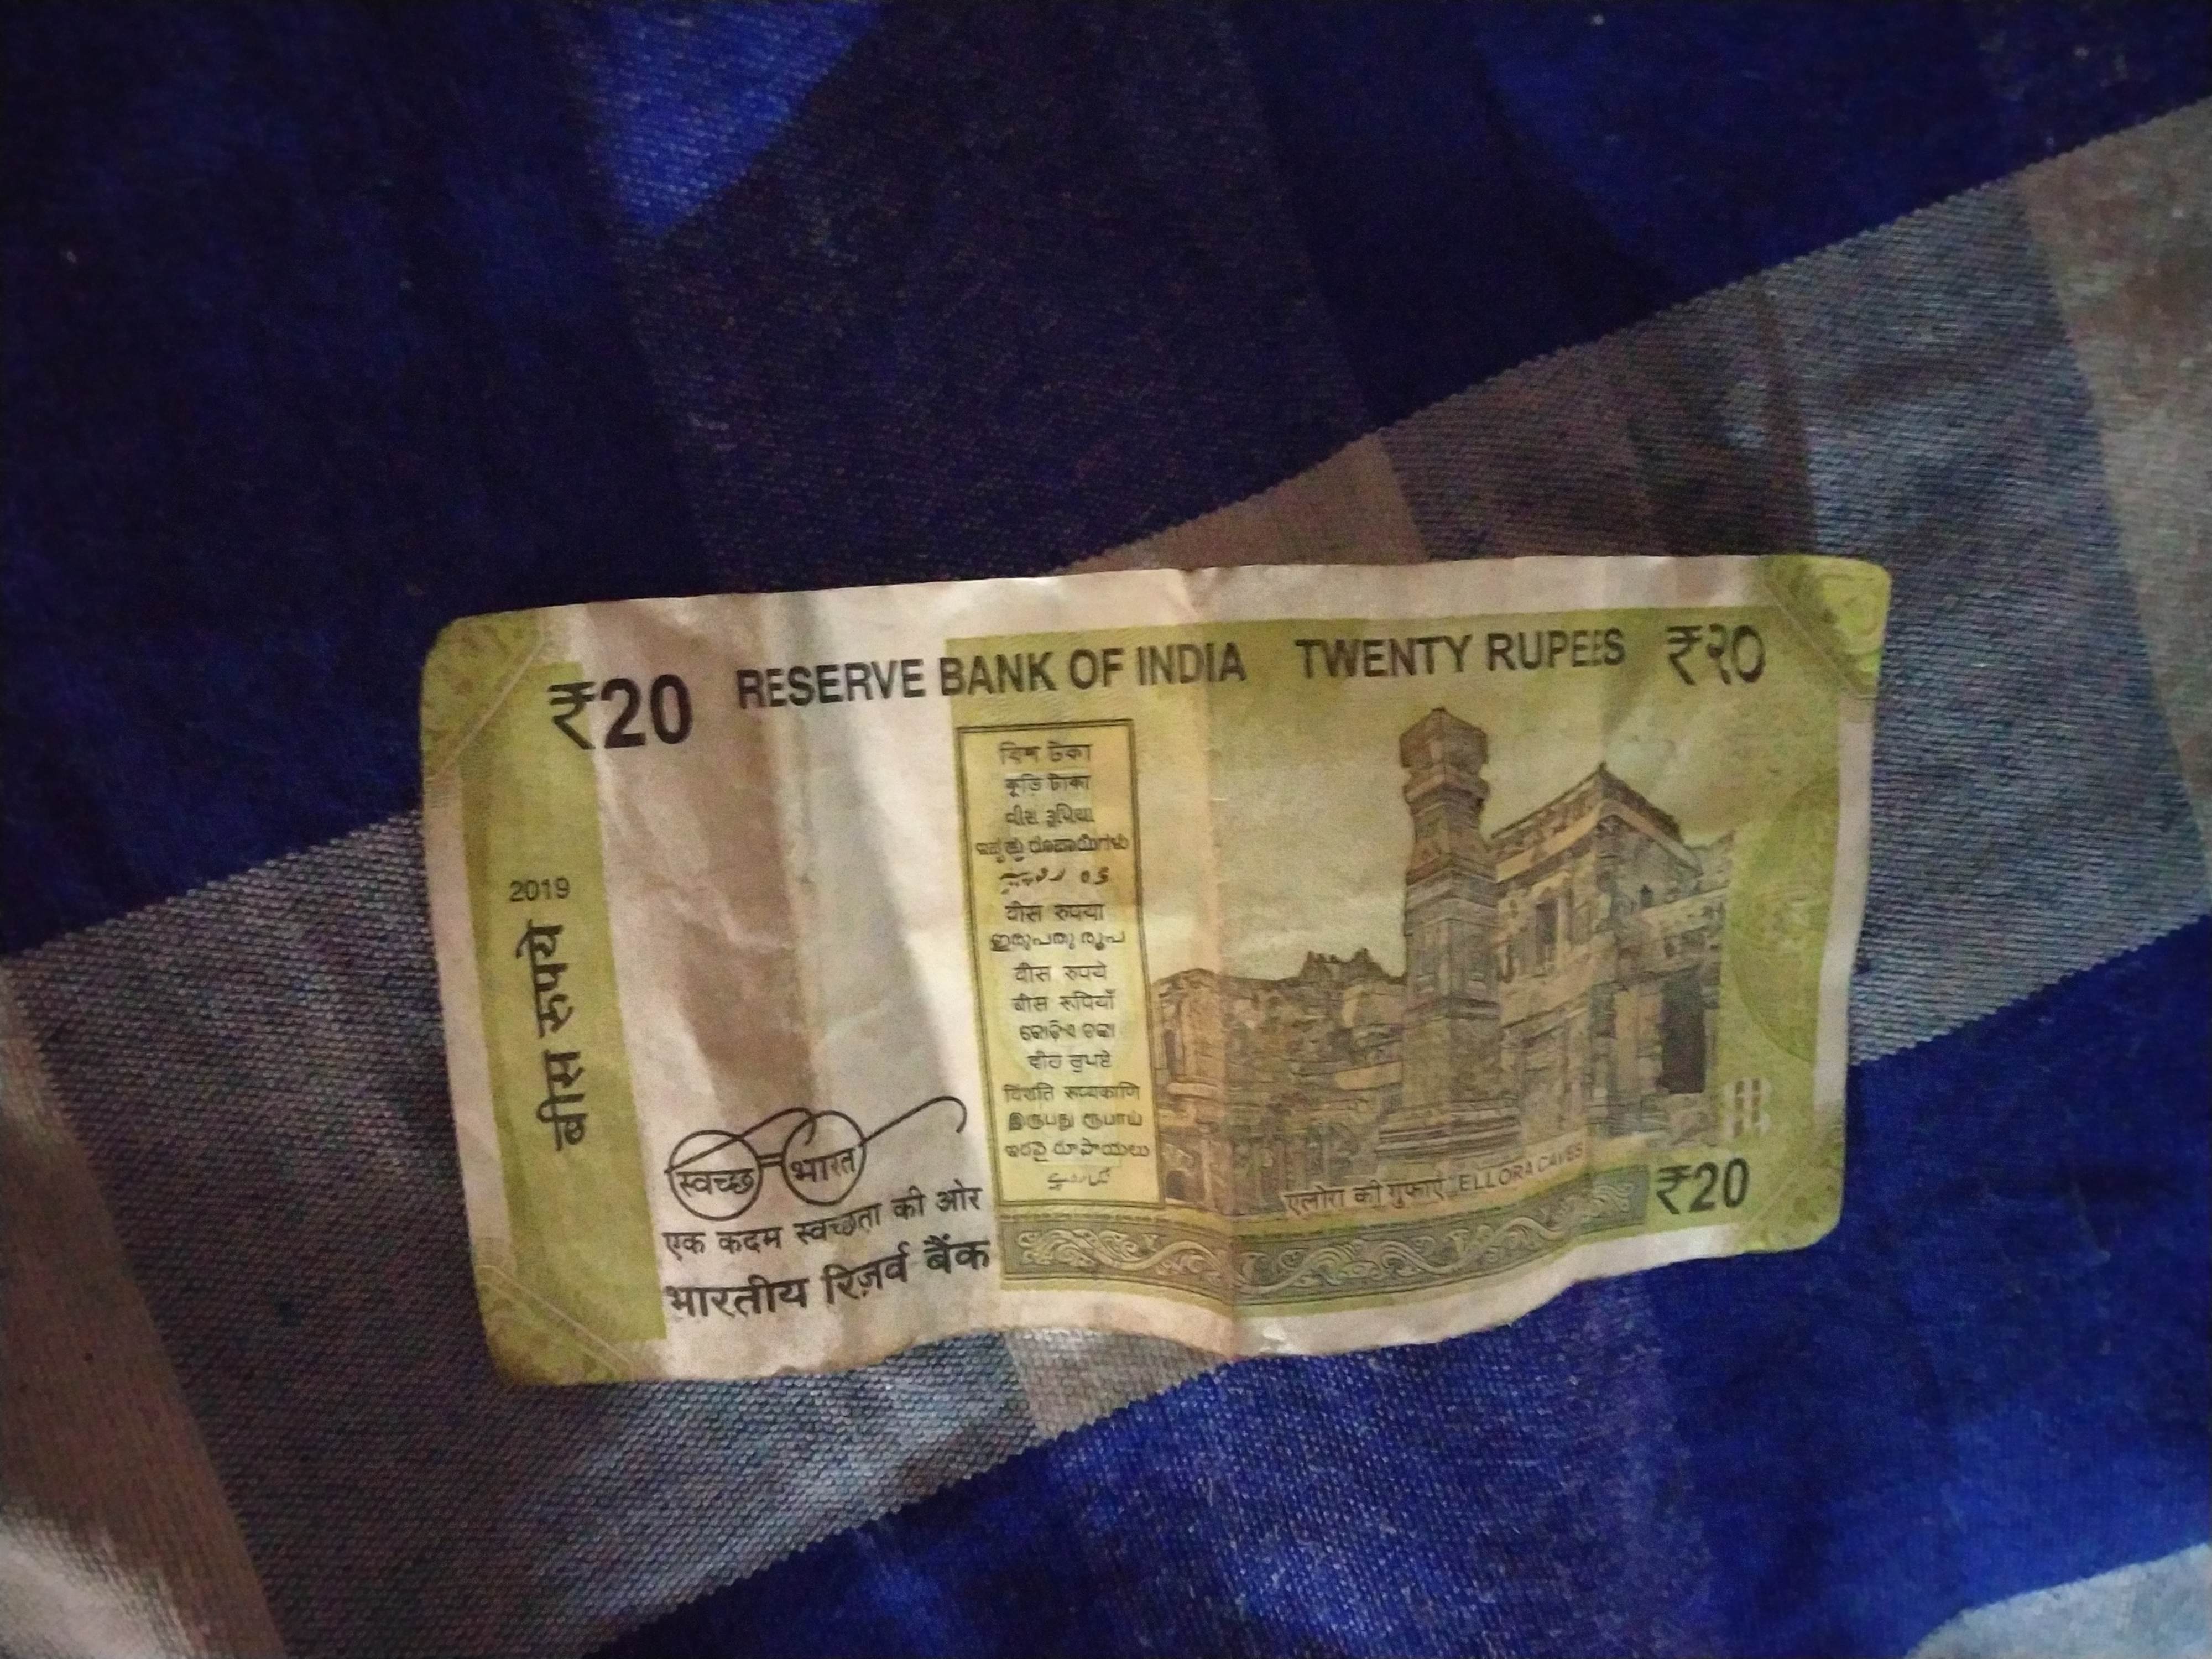 ₹20 RESERVE BANK OF INDIA TWENTY RUPEES ₹२०
2019
बीस रुपये
कुड़ि টাকা
વીસ રૂપિયા
ಇಪ್ಪತ್ತು ರೂಪಾಯಿಗಳು
वीस रुपया
ഇരുപതു രൂപ
वीस रुपये
बीस रुपियाँ
କୋଡ଼ିଏ ଟଙ୍କା
ਵੀਹ ਰੁਪਏ
विंशति रूप्यकाणि
இருபது ரூபாய்
ఇరవై రూపాయలు
स्वच्छ भारत
एक कदम स्वच्छता की ओर
भारतीय रिज़र्व बैंक
एलोरा की गुफाएं ELLORA CAVES
₹20